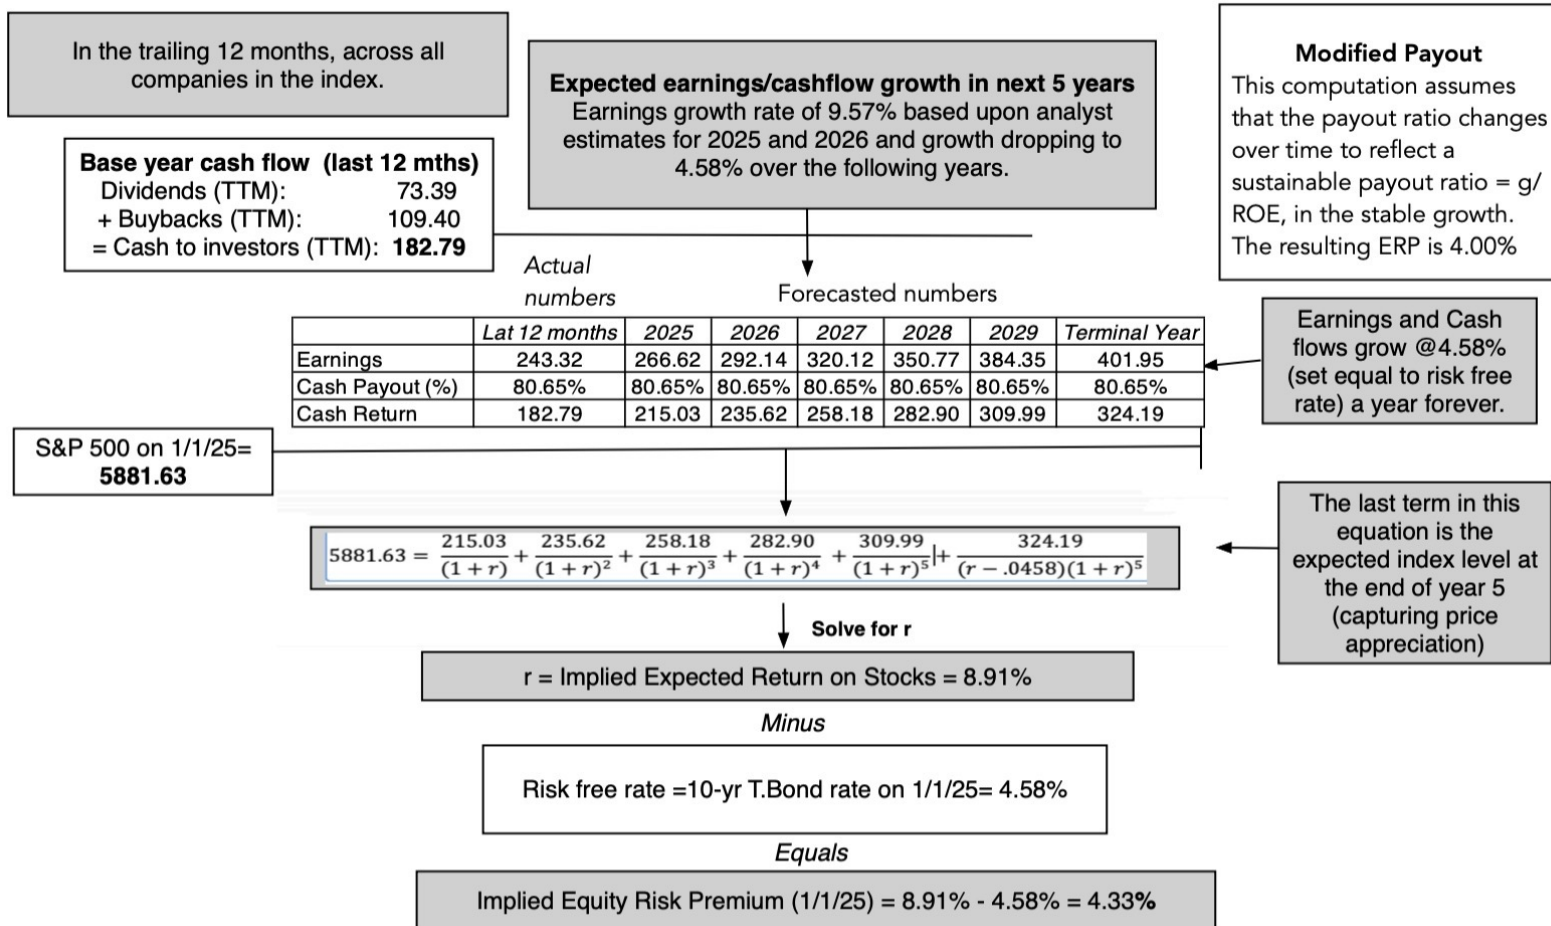 In the trailing 12 months, across all
companies in the index.
Expected earnings/cashflow growth in next 5 years
Earnings growth rate of 9.57% based upon analyst
estimates for 2025 and 2026 and growth dropping to
4.58% over the following years.
Modified Payout
This computation assumes
that the payout ratio changes
over time to reflect a
sustainable payout ratio = g/
ROE, in the stable growth.
The resulting ERP is 4.00%
Base year cash flow (last 12 mths)
Dividends (TTM): 73.39
+ Buybacks (TTM): 109.40
= Cash to investors (TTM): 182.79
Actual
numbers
Forecasted numbers
Lat 12 months 2025 2026 2027 2028 2029 Terminal Year
Earnings 243.32 266.62 292.14 320.12 350.77 384.35 401.95
Cash Payout (%) 80.65% 80.65% 80.65% 80.65% 80.65% 80.65% 80.65%
Cash Return 182.79 215.03 235.62 258.18 282.90 309.99 324.19
Earnings and Cash
flows grow @4.58%
(set equal to risk free
rate) a year forever.
S&P 500 on 1/1/25=
5881.63
5881.63 = 215.03/(1 + r) + 235.62/(1 + r)² + 258.18/(1 + r)³ + 282.90/(1 + r)⁴ + 309.99/(1 + r)⁵ + 324.19/(r − .0458)(1 + r)⁵
The last term in this
equation is the
expected index level at
the end of year 5
(capturing price
appreciation)
Solve for r
r = Implied Expected Return on Stocks = 8.91%
Minus
Risk free rate =10-yr T.Bond rate on 1/1/25= 4.58%
Equals
Implied Equity Risk Premium (1/1/25) = 8.91% - 4.58% = 4.33%